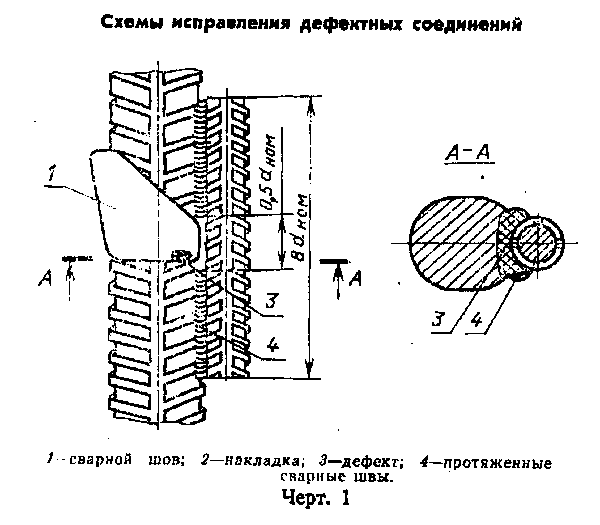 Схемы исправления дефектных соединений
1
0,5 d ном
8 d ном
А—А
А
А
3
4
3
4
1—сварной шов; 2—накладка; 3—дефект; 4—протяженные
сварные швы.
Черт. 1